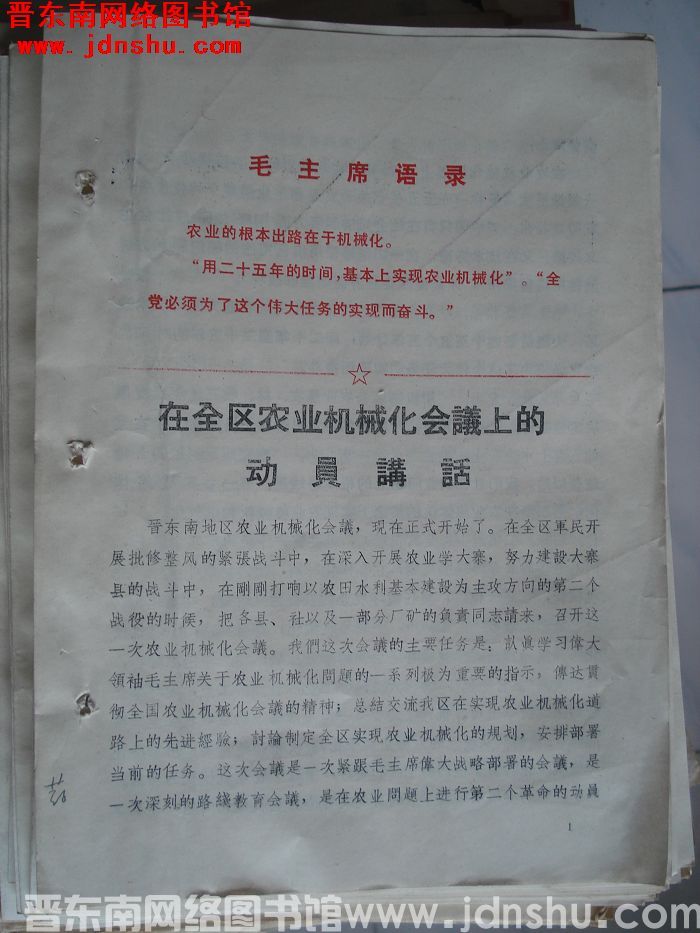 晋东南网络图书馆
www.jdnshu.com
毛主席语录
农业的根本出路在于机械化。
“用二十五年的时间，基本上实现农业机械化”。“全
党必须为了这个伟大任务的实现而奋斗。”
在全区农业机械化会議上的
动員講話
晋东南地区农业机械化会議，现在正式开始了。在全区軍民开
展批修整风的紧張战斗中，在深入开展农业学大寨，努力建設大寨
县的战斗中，在剛剛打响以农田水利基本建設为主攻方向的第二个
战役的时候，把各县、社以及一部分厂矿的負責同志請来，召开这
一次农业机械化会議。我們这次会議的主要任务是：認眞学习偉大
領袖毛主席关于农业机械化問題的一系列极为重要的指示，傳达貫
彻全国农业机械化会議的精神；总結交流我区在实现农业机械化道
路上的先进經驗；討論制定全区实现农业机械化的规划，安排部署
当前的任务。这次会議是一次紧跟毛主席偉大战略部署的会議，是
一次深刻的路綫教育会議，是在农业問題上进行第二个革命的动員
1
晋东南网络图书馆www.jdnshu.com